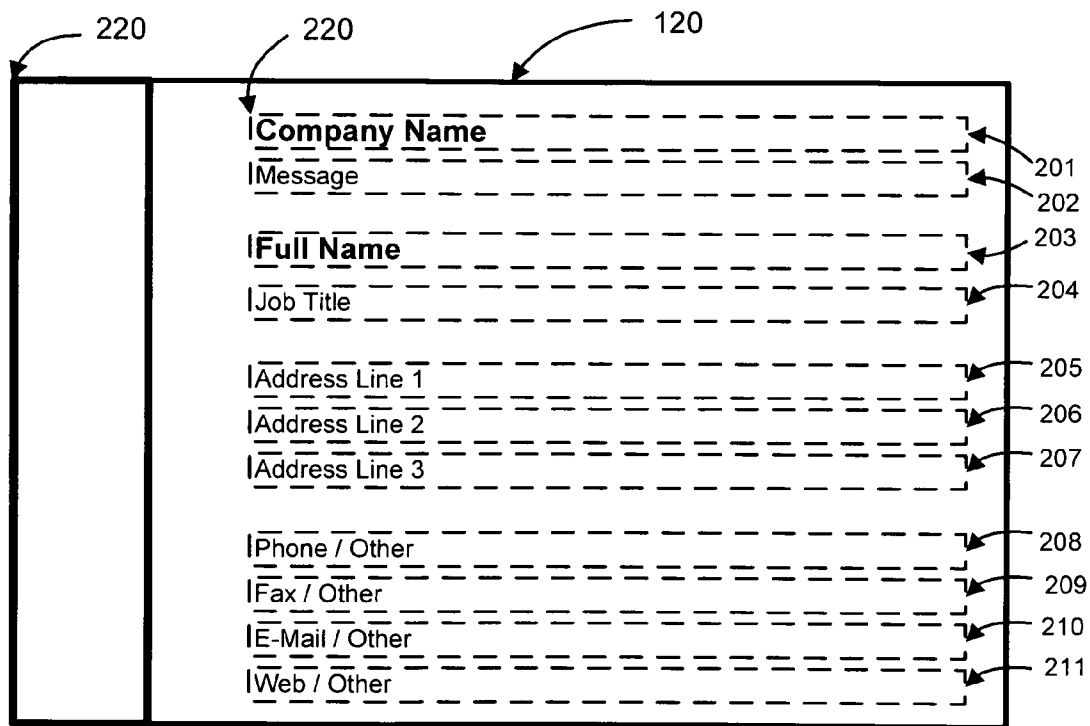 220 220 120
Company Name
201
Message
202
Full Name
203
Job Title
204
Address Line 1
205
Address Line 2
206
Address Line 3
207
Phone / Other
208
Fax / Other
209
E-Mail / Other
210
Web / Other
211